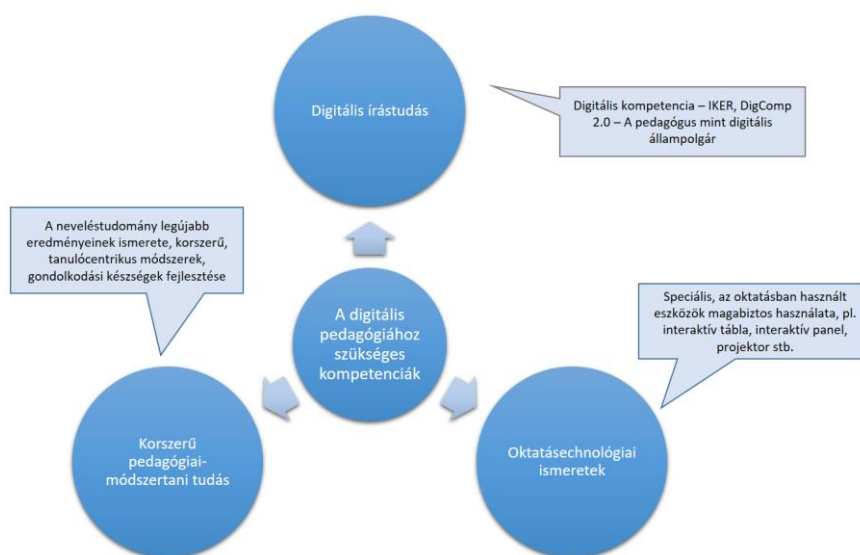 Digitális írástudás
Digitális kompetencia – IKER, DigComp
2.0 – A pedagógus mint digitális
állampolgár
A neveléstudomány legújabb
eredményeinek ismerete, korszerű,
tanulócentrikus módszerek,
gondolkodási készségek fejlesztése
A digitális
pedagógiához
szükséges
kompetenciák
Speciális, az oktatásban használt
eszközök magabiztos használata, pl.
interaktív tábla, interaktív panel,
projektor stb.
Korszerű
pedagógiai-
módszertani tudás
Oktatásechnológiai
ismeretek